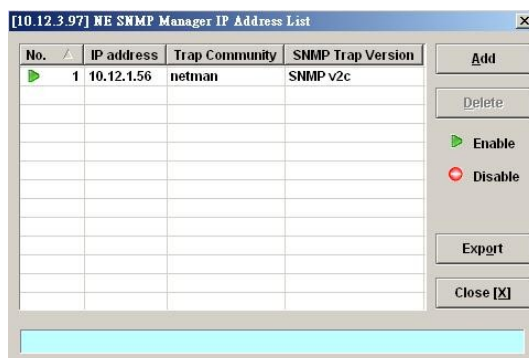 [10.12.3.97] NE SNMP Manager IP Address List
No. IP address Trap Community SNMP Trap Version
1 10.12.1.56 netman SNMP v2c
Add
Delete
Enable
Disable
Export
Close [X]